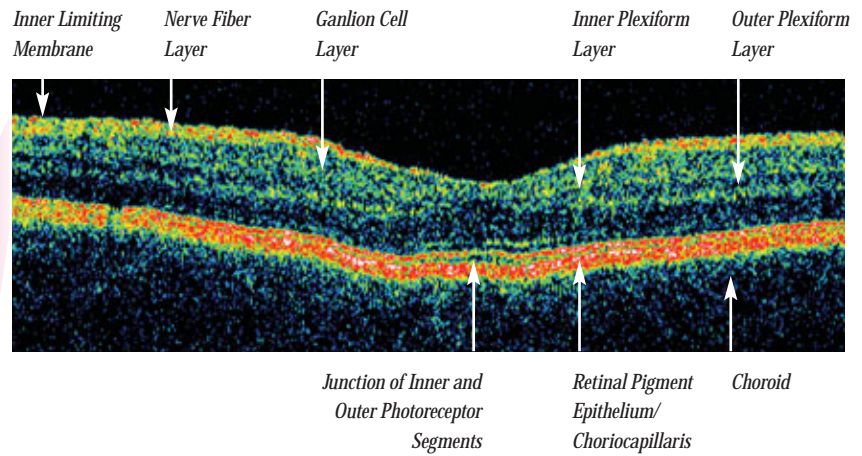 Inner Limiting
Membrane
Nerve Fiber
Layer
Ganlion Cell
Layer
Inner Plexiform
Layer
Outer Plexiform
Layer
Junction of Inner and
Outer Photoreceptor
Segments
Retinal Pigment
Epithelium/
Choriocapillaris
Choroid